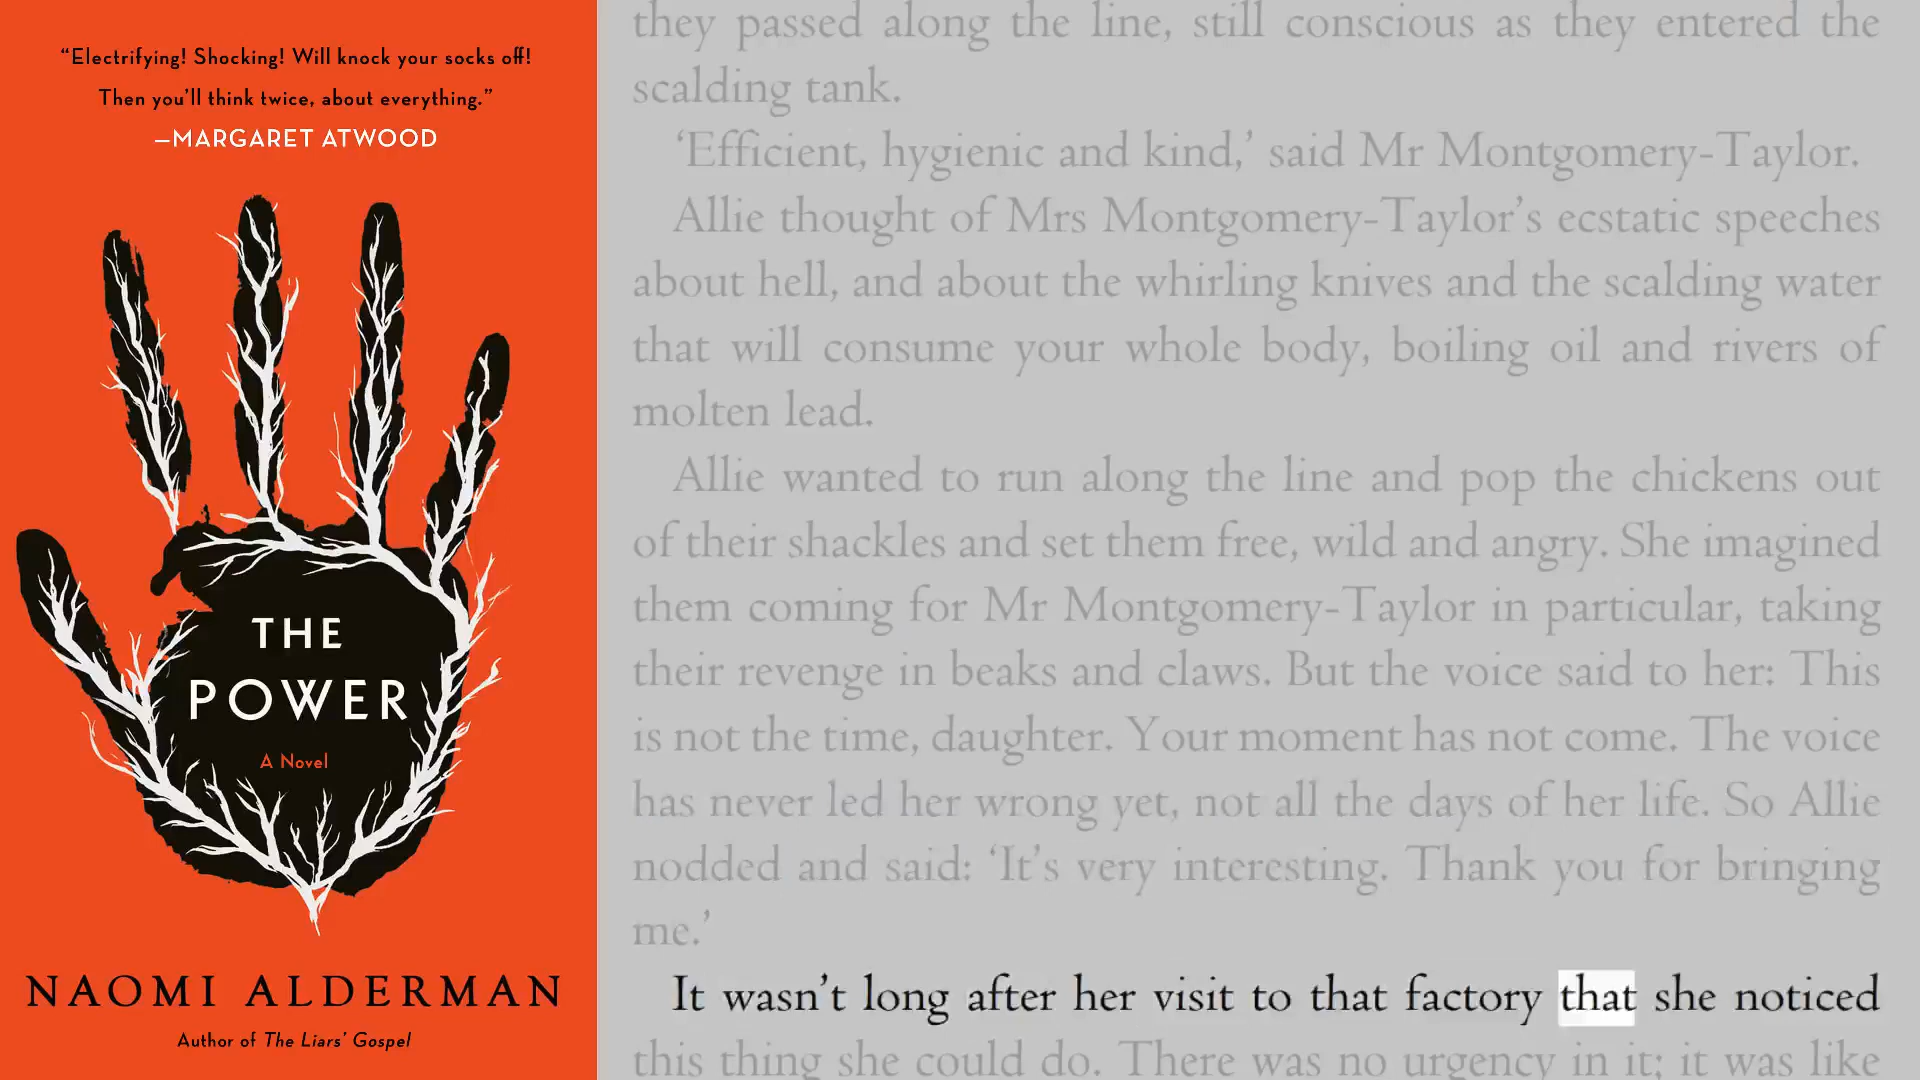 “Electrifying! Shocking! Will knock your socks off!
Then you’ll think twice, about everything.”
—MARGARET ATWOOD
THE
POWER
A Novel
NAOMI ALDERMAN
Author of The Liars’ Gospel
they passed along the line, still conscious as they entered the
scalding tank.
‘Efficient, hygienic and kind,’ said Mr Montgomery-Taylor.
Allie thought of Mrs Montgomery-Taylor’s ecstatic speeches
about hell, and about the whirling knives and the scalding water
that will consume your whole body, boiling oil and rivers of
molten lead.
Allie wanted to run along the line and pop the chickens out
of their shackles and set them free, wild and angry. She imagined
them coming for Mr Montgomery-Taylor in particular, taking
their revenge in beaks and claws. But the voice said to her: This
is not the time, daughter. Your moment has not come. The voice
has never led her wrong yet, not all the days of her life. So Allie
nodded and said: ‘It’s very interesting. Thank you for bringing
me.’
It wasn’t long after her visit to that factory that she noticed
this thing she could do. There was no urgency in it; it was like